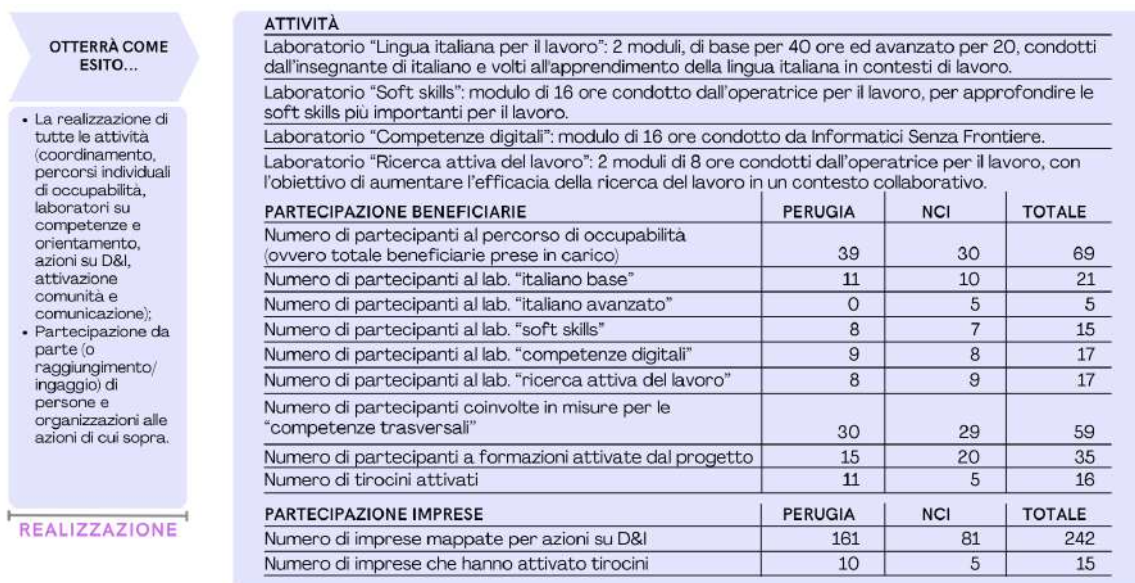 OTTERRÀ COME
ESITO...
• La realizzazione di
tutte le attività
(coordinamento,
percorsi individuali
di occupabilità,
laboratori su
competenze e
orientamento,
azioni su D&I,
attivazione
comunità e
comunicazione);
• Partecipazione da
parte (o
raggiungimento/
ingaggio) di
persone e
organizzazioni alle
azioni di cui sopra.
REALIZZAZIONE
ATTIVITÀ
Laboratorio “Lingua italiana per il lavoro”: 2 moduli, di base per 40 ore ed avanzato per 20, condotti
dall’insegnante di italiano e volti all'apprendimento della lingua italiana in contesti di lavoro.
Laboratorio “Soft skills”: modulo di 16 ore condotto dall’operatrice per il lavoro, per approfondire le
soft skills più importanti per il lavoro.
Laboratorio “Competenze digitali”: modulo di 16 ore condotto da Informatici Senza Frontiere.
Laboratorio “Ricerca attiva del lavoro”: 2 moduli di 8 ore condotti dall’operatrice per il lavoro, con
l’obiettivo di aumentare l’efficacia della ricerca del lavoro in un contesto collaborativo.
PARTECIPAZIONE BENEFICIARIE PERUGIA NCI TOTALE
Numero di partecipanti al percorso di occupabilità
(ovvero totale beneficiarie prese in carico) 39 30 69
Numero di partecipanti al lab. “italiano base” 11 10 21
Numero di partecipanti al lab. “italiano avanzato” 0 5 5
Numero di partecipanti al lab. “soft skills” 8 7 15
Numero di partecipanti al lab. “competenze digitali” 9 8 17
Numero di partecipanti al lab. “ricerca attiva del lavoro” 8 9 17
Numero di partecipanti coinvolte in misure per le
“competenze trasversali” 30 29 59
Numero di partecipanti a formazioni attivate dal progetto 15 20 35
Numero di tirocini attivati 11 5 16
PARTECIPAZIONE IMPRESE PERUGIA NCI TOTALE
Numero di imprese mappate per azioni su D&I 161 81 242
Numero di imprese che hanno attivato tirocini 10 5 15